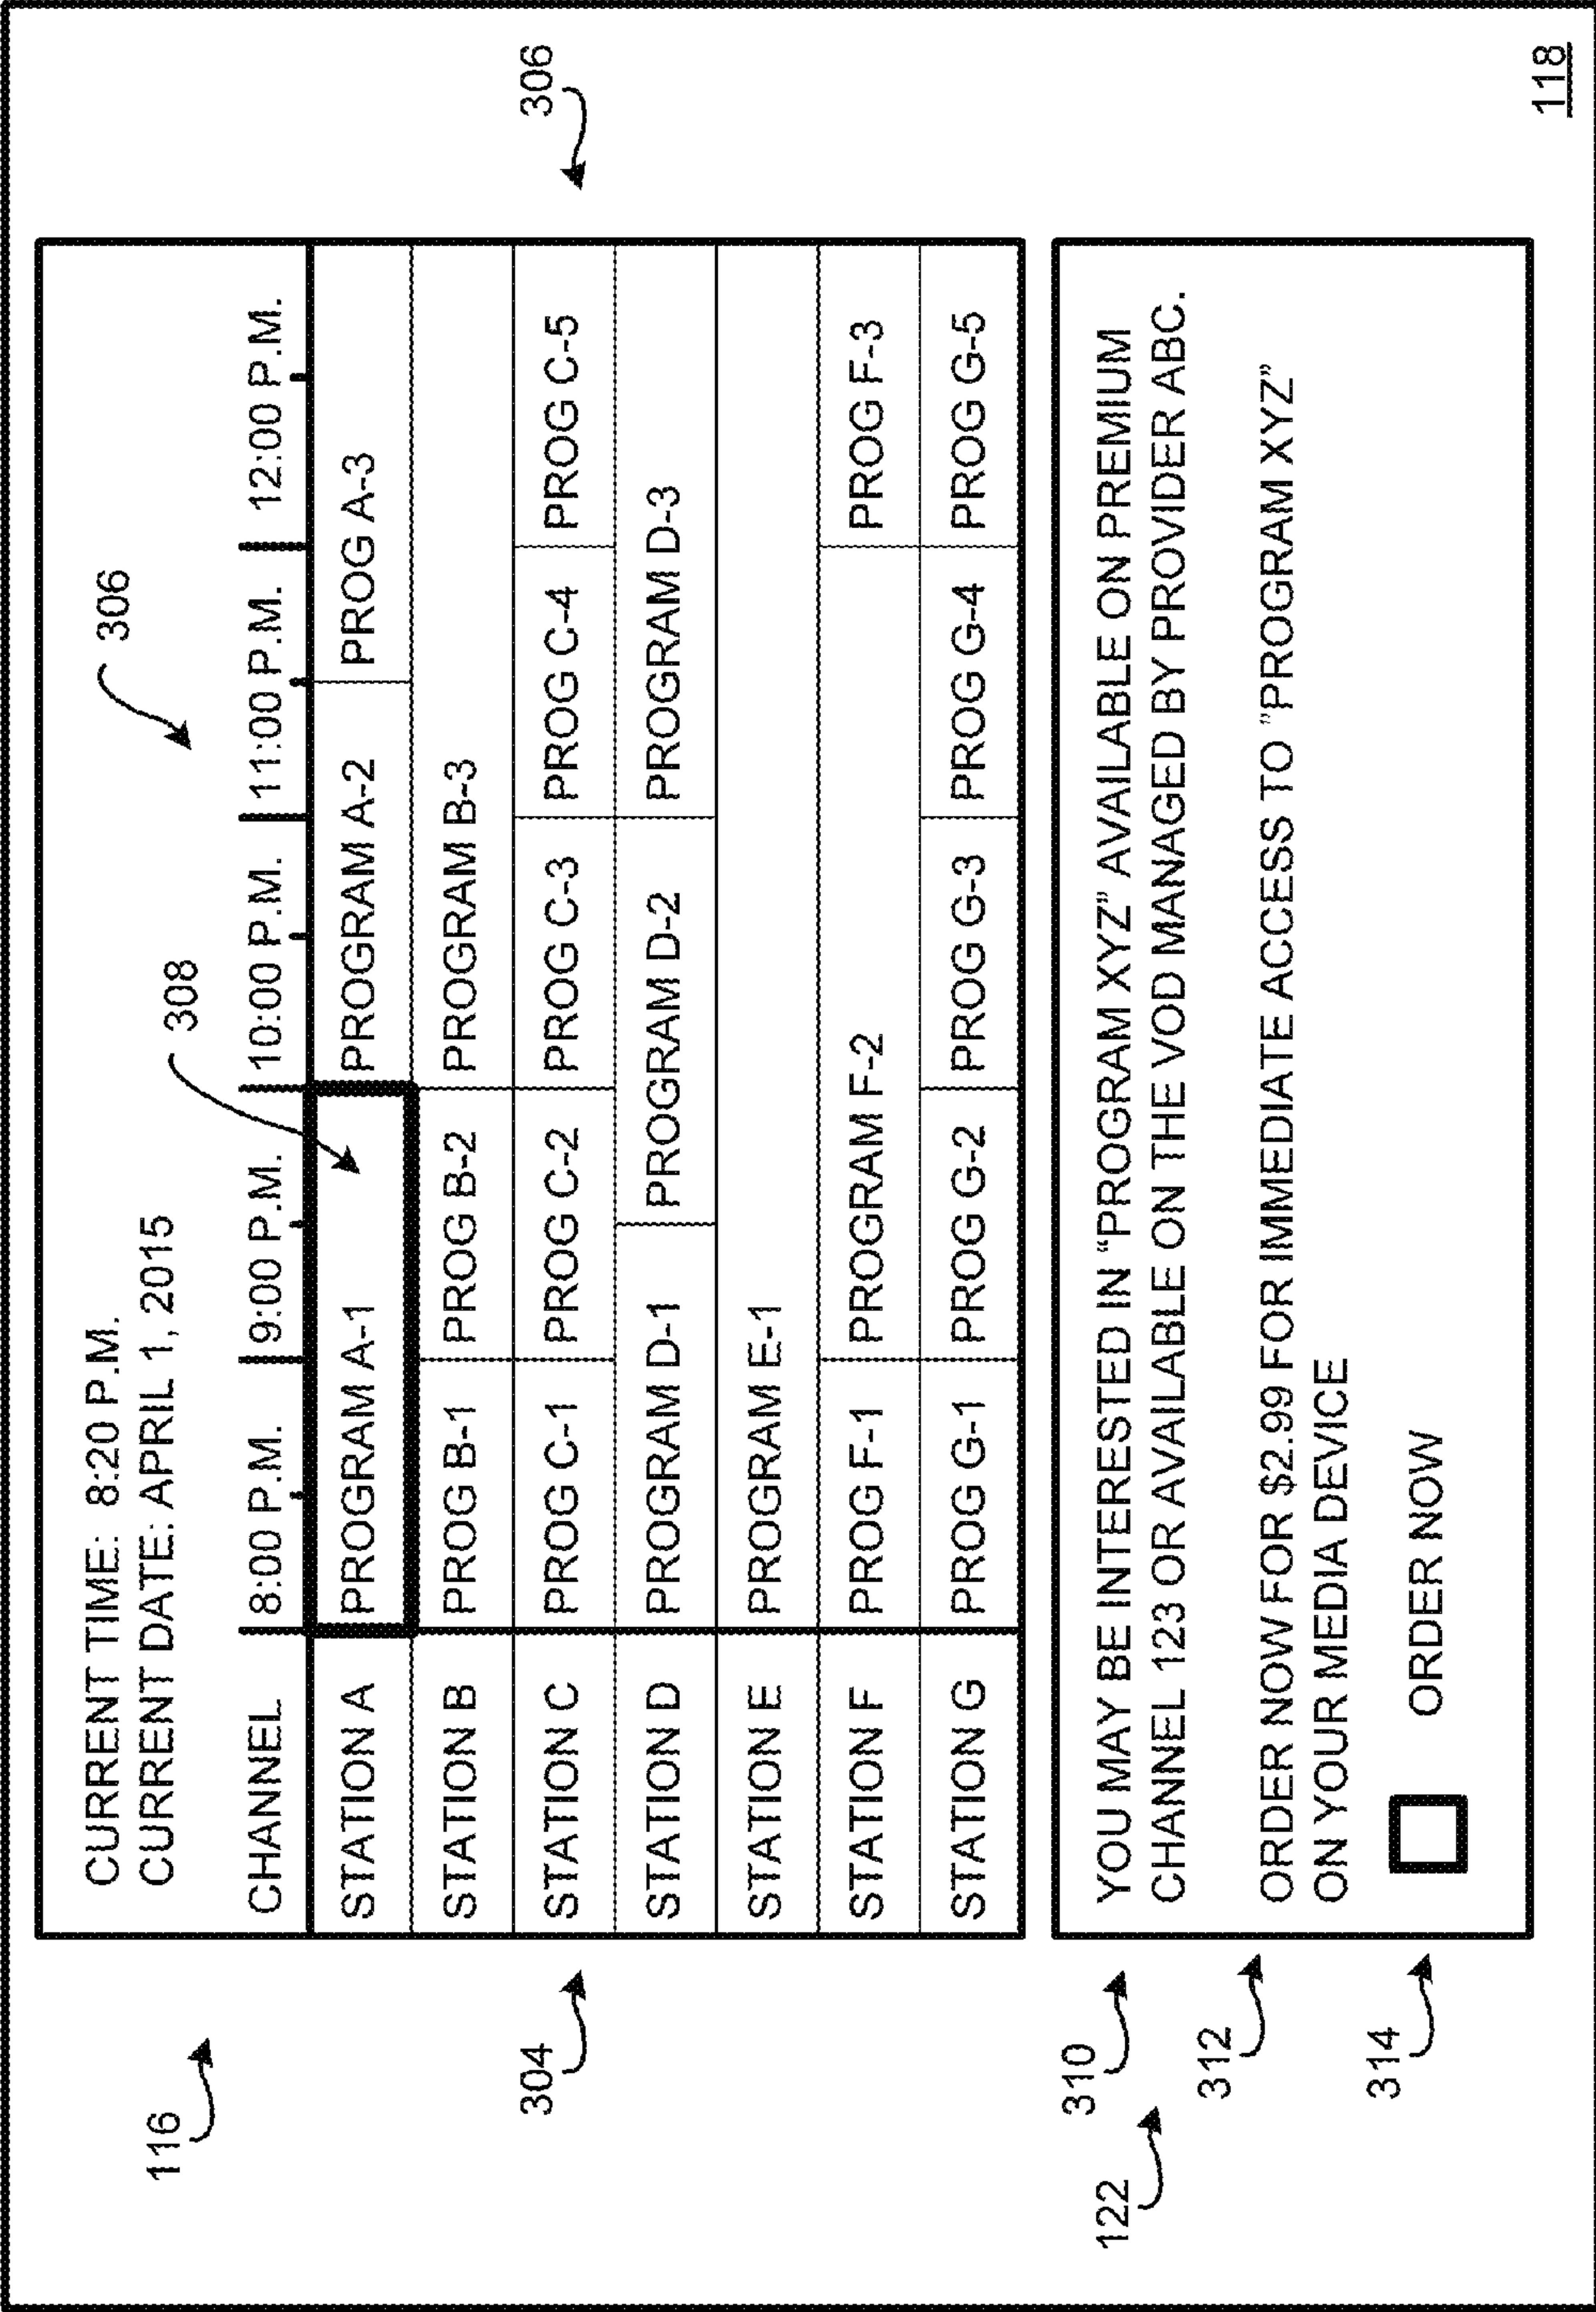 116
306
308
CURRENT TIME: 8:20 P.M.
CURRENT DATE: APRIL 1, 2015
CHANNEL 8:00 P.M. 9:00 P.M. 10:00 P.M. 11:00 P.M. 12:00 P.M.
STATION A PROGRAM A-1 PROGRAM A-2 PROG A-3
STATION B PROG B-1 PROG B-2 PROGRAM B-3
304
306
STATION C PROG C-1 PROG C-2 PROG C-3 PROG C-4 PROG C-5
STATION D PROGRAM D-1 PROGRAM D-2 PROGRAM D-3
STATION E PROGRAM E-1
STATION F PROG F-1 PROGRAM F-2 PROG F-3
STATION G PROG G-1 PROG G-2 PROG G-3 PROG G-4 PROG G-5
310
122
YOU MAY BE INTERESTED IN “PROGRAM XYZ” AVAILABLE ON PREMIUM
CHANNEL 123 OR AVAILABLE ON THE VOD MANAGED BY PROVIDER ABC.
312
ORDER NOW FOR $2.99 FOR IMMEDIATE ACCESS TO ”PROGRAM XYZ”
ON YOUR MEDIA DEVICE
314
ORDER NOW
118